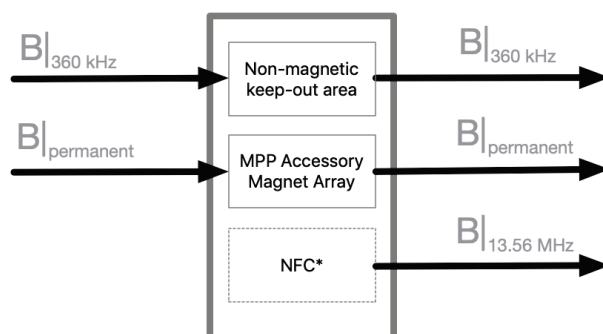 B|360 kHz
B|360 kHz
Non-magnetic
keep-out area
B|permanent
B|permanent
MPP Accessory
Magnet Array
B|13.56 MHz
NFC*